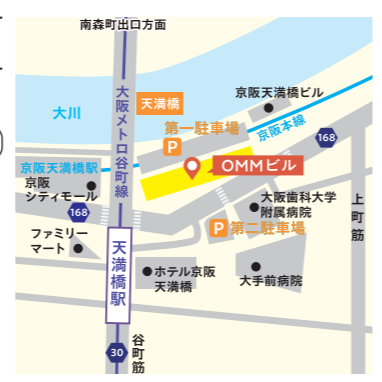 南森町出口方面
大川
大阪メトロ谷町線
天満橋
京阪天満橋ビル
第一駐車場
P
京阪本線
168
京阪天満橋駅
OMMビル
京阪
シティモール
168
大阪歯科大学
附属病院
上町筋
ファミリー
マート
P 第二駐車場
天満橋駅
ホテル京阪
天満橋
大手前病院
30
谷町筋